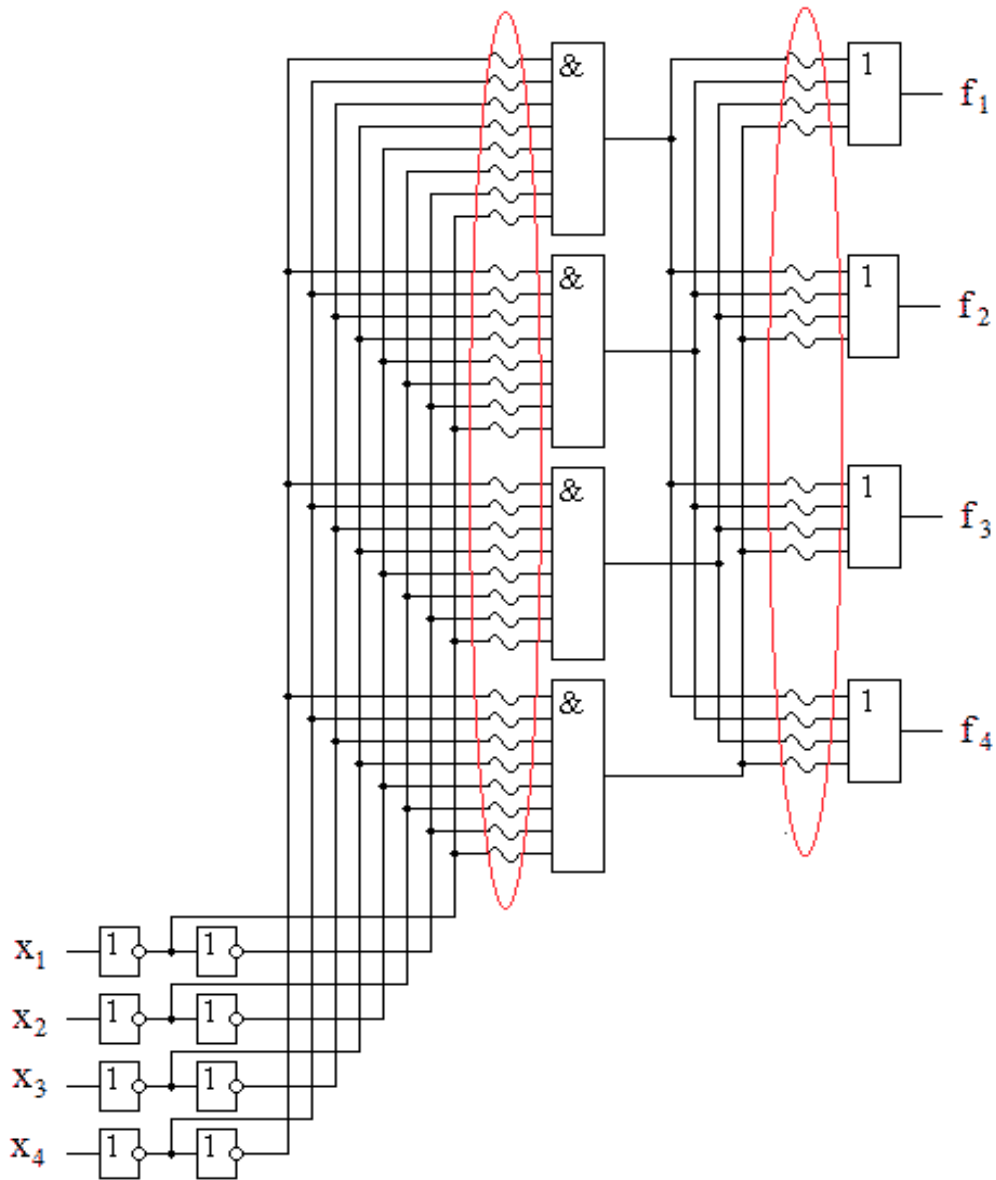 & 1 f₁
& 1 f₂
& 1 f₃
& 1 f₄
x₁ 1 1
x₂ 1 1
x₃ 1 1
x₄ 1 1